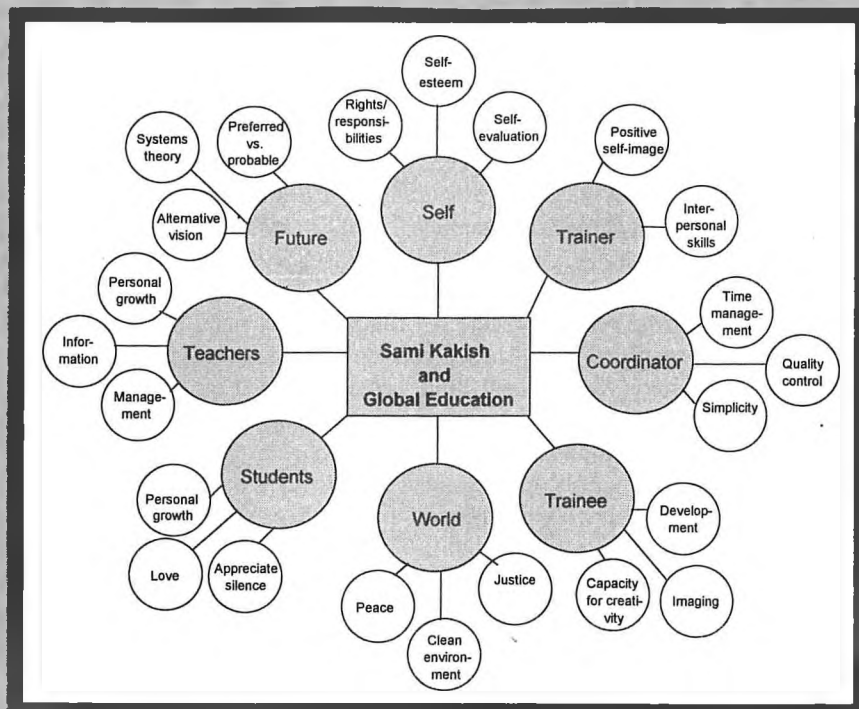 Self-
esteem
Rights/
responsi-
bilities
Self-
evaluation
Self
Positive
self-image
Inter-
personal
skills
Trainer
Time
manage-
ment
Quality
control
Simplicity
Coordinator
Develop-
ment
Imaging
Capacity
for creati-
vity
Trainee
Justice
Clean
environ-
ment
Peace
World
Appreciate
silence
Love
Personal
growth
Students
Manage-
ment
Infor-
mation
Personal
growth
Teachers
Alternative
vision
Systems
theory
Preferred
vs.
probable
Future
Sami Kakish
and
Global Education